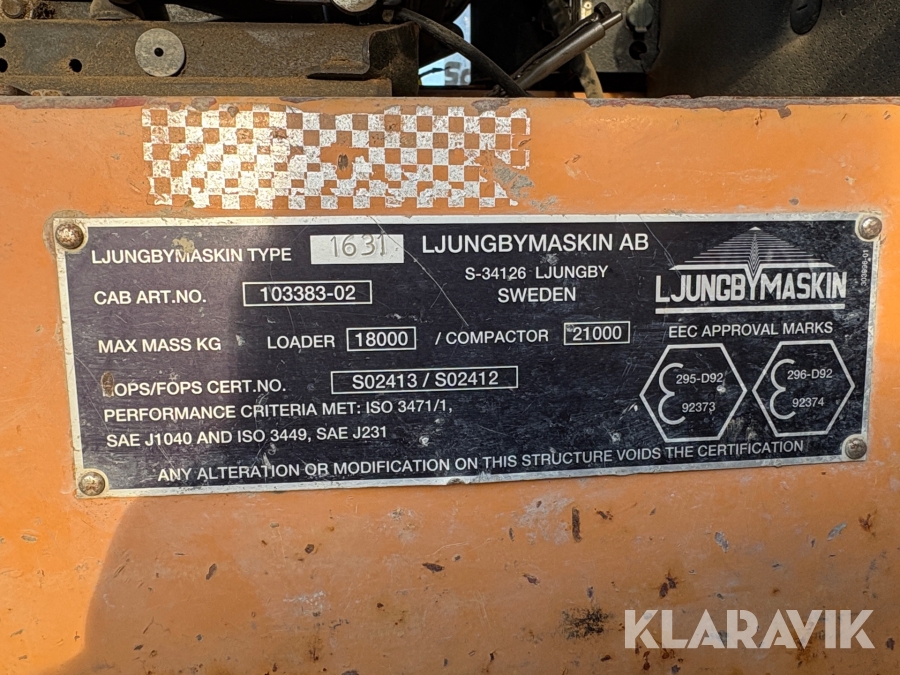 LJUNGBYMASKIN TYPE 1631 LJUNGBYMASKIN AB
S-34126 LJUNGBY
SWEDEN
CAB ART.NO. 103383-02
MAX MASS KG LOADER 18000 / COMPACTOR 21000
ROPS/FOPS CERT.NO. S02413 / S02412
PERFORMANCE CRITERIA MET: ISO 3471/1,
SAE J1040 AND ISO 3449, SAE J231
ANY ALTERATION OR MODIFICATION ON THIS STRUCTURE VOIDS THE CERTIFICATION
LJUNGBYMASKIN
EEC APPROVAL MARKS
295-D92
92373
296-D92
92374
KLARAVIK